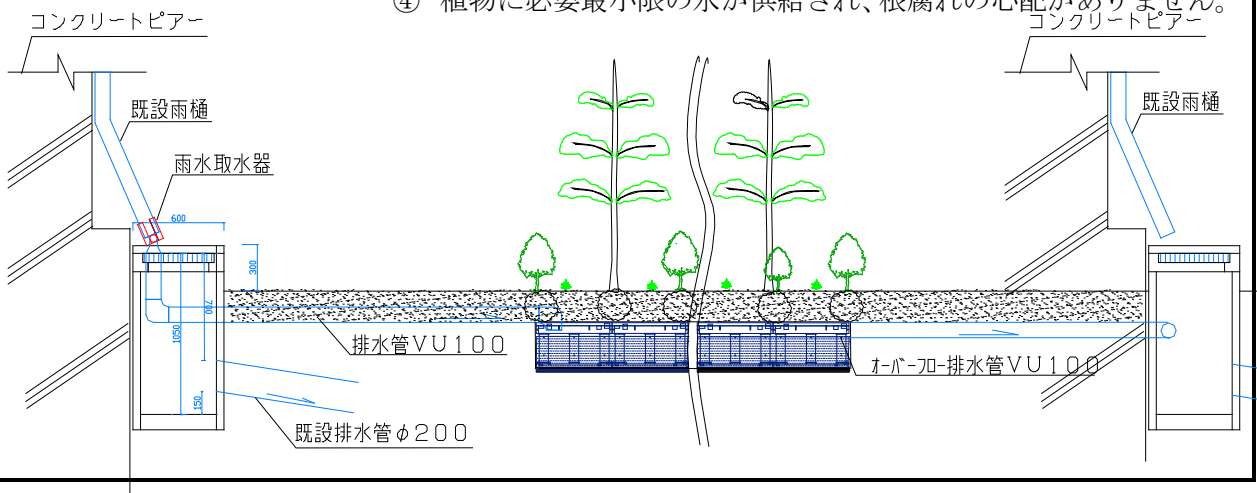 ④ 植物に必要最小限の水が供給され、根腐れの心配がありません。
コンクリートピアー
コンクリートピアー
既設雨樋
既設雨樋
雨水取水器
600
300
700
1050
150
排水管VU100
オーバーフロー排水管VU100
既設排水管φ200